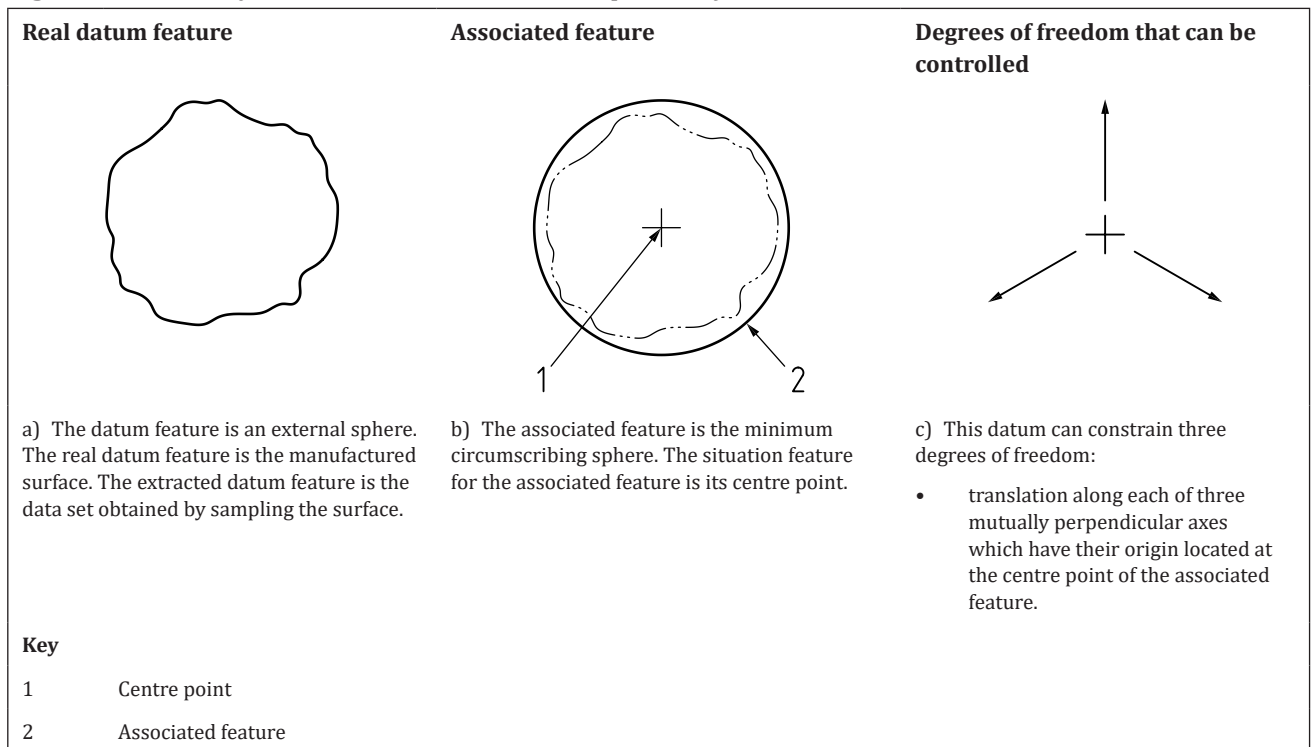 Real datum feature
Associated feature
Degrees of freedom that can be
controlled
1
2
a) The datum feature is an external sphere.
The real datum feature is the manufactured
surface. The extracted datum feature is the
data set obtained by sampling the surface.
b) The associated feature is the minimum
circumscribing sphere. The situation feature
for the associated feature is its centre point.
c) This datum can constrain three
degrees of freedom:
• translation along each of three
mutually perpendicular axes
which have their origin located at
the centre point of the associated
feature.
Key
1 Centre point
2 Associated feature